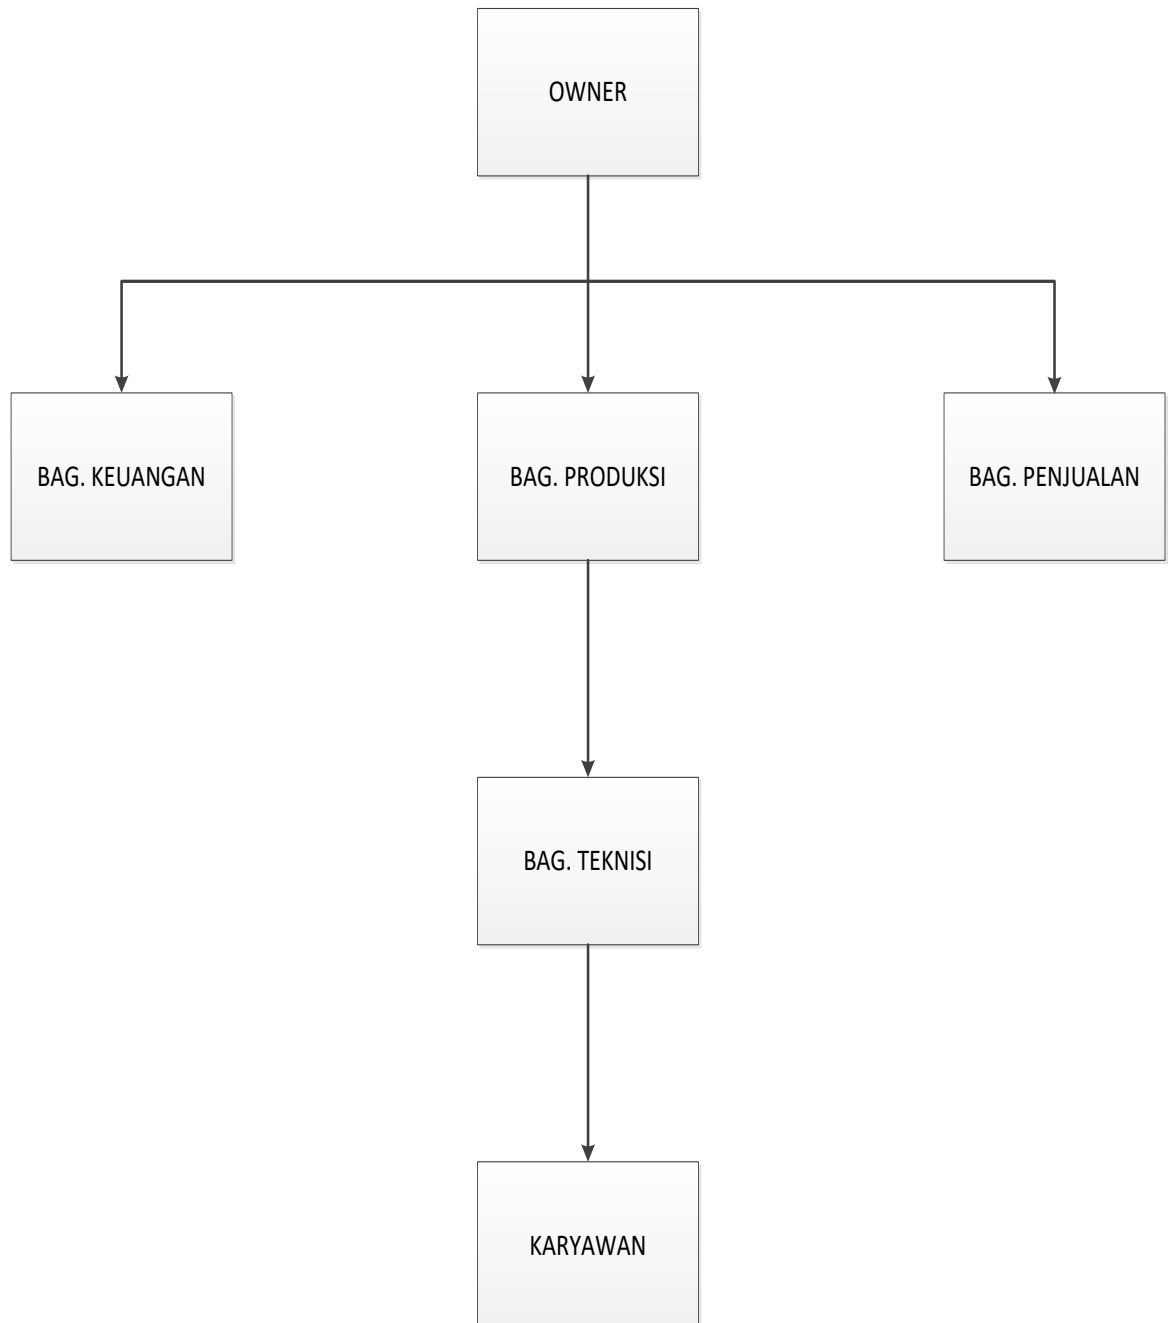 OWNER
BAG. KEUANGAN
BAG. PRODUKSI
BAG. PENJUALAN
BAG. TEKNISI
KARYAWAN